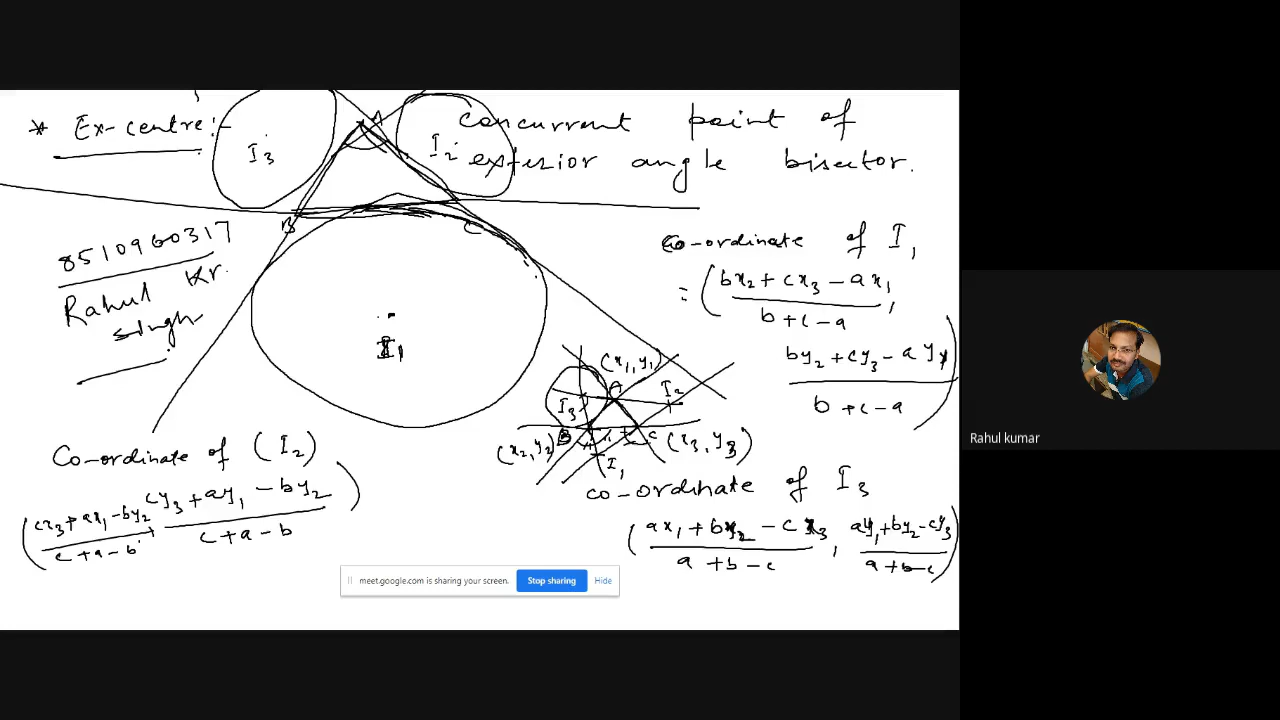 * Ex-centre:- concurrent point of
exterior angle bisector.
I₃
A
I₂
B
C
8510960317
Rahul Kr.
Singh
I₁
Co-ordinate of I₁
= (bx₂ + cx₃ - ax₁ / b+c-a ,
by₂ + cy₃ - ay₁ / b+c-a)
(x₁, y₁)
A
I₂
I₃
B
C
(x₂, y₂)
(x₃, y₃)
I₁
Co-ordinate of (I₂)
(cx₃ + ax₁ - by₂ / c+a-b , cy₃ + ay₁ - by₂ / c+a-b)
co-ordinate of I₃
(ax₁ + bx₂ - cx₃ / a+b-c , ay₁ + by₂ - cy₃ / a+b-c)
meet.google.com is sharing your screen.
Stop sharing
Hide
Rahul kumar